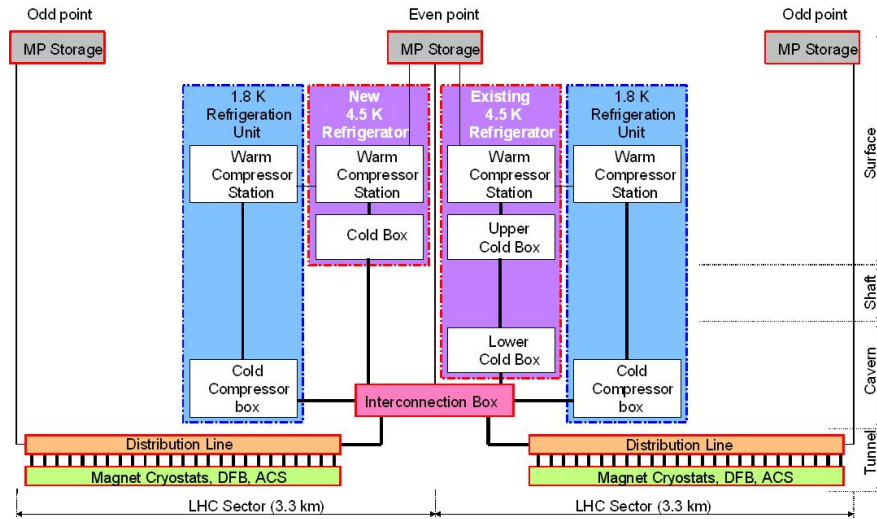 Odd point
Even point
Odd point
MP Storage
MP Storage
MP Storage
1.8 K
Refrigeration
Unit
New
4.5 K
Refrigerator
Existing
4.5 K
Refrigerator
1.8 K
Refrigeration
Unit
Warm
Compressor
Station
Warm
Compressor
Station
Warm
Compressor
Station
Warm
Compressor
Station
Cold Box
Upper
Cold Box
Lower
Cold Box
Cold
Compressor
box
Interconnection Box
Cold
Compressor
box
Distribution Line
Distribution Line
Magnet Cryostats, DFB, ACS
Magnet Cryostats, DFB, ACS
LHC Sector (3.3 km)
LHC Sector (3.3 km)
Surface
Shaft
Cavern
Tunnel